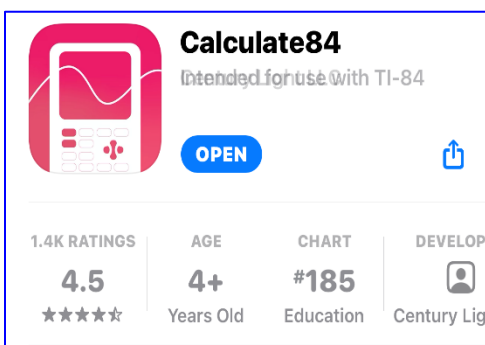 Calculate84
Intended for use with TI-84
OPEN
1.4K RATINGS
4.5
AGE
4+
Years Old
CHART
#185
Education
DEVELOP
Century Lig